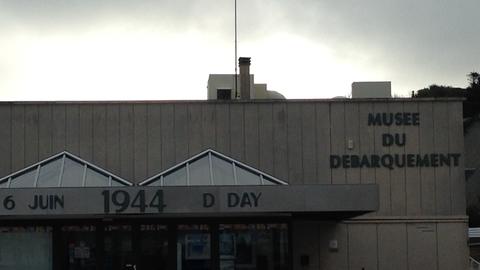 MUSEE
DU
DEBARQUEMENT
6 JUIN 1944 D DAY